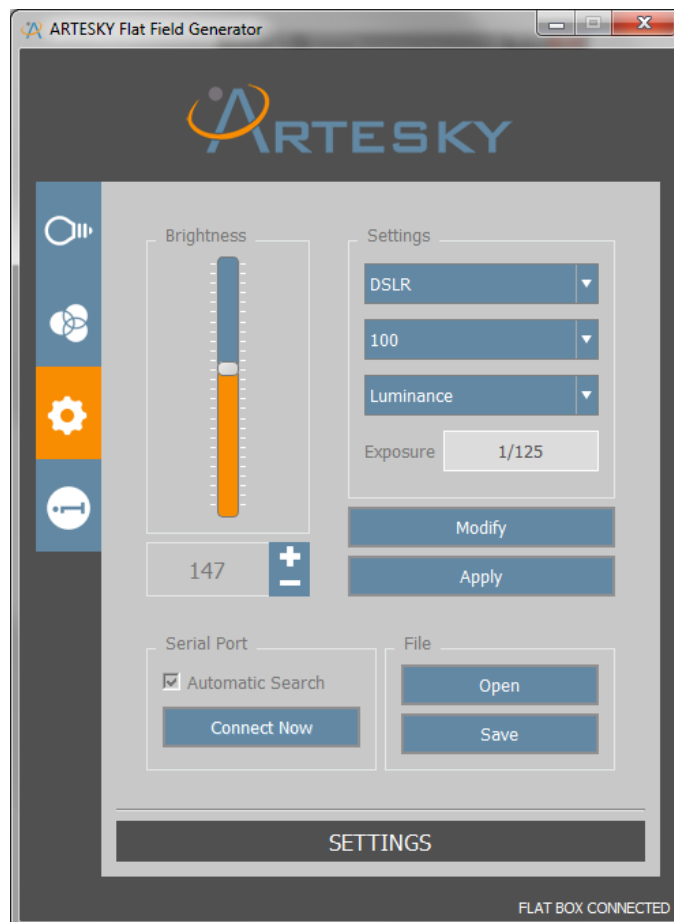 ARTESKY Flat Field Generator
ARTESKY
Brightness
Settings
DSLR
100
Luminance
Exposure
1/125
Modify
Apply
147
Serial Port
Automatic Search
Connect Now
File
Open
Save
SETTINGS
FLAT BOX CONNECTED